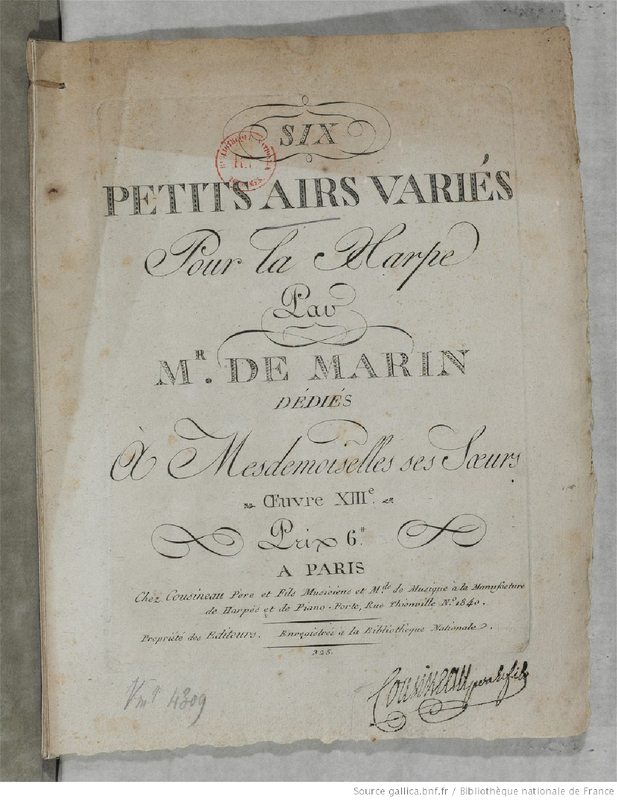 SIX
PETITS AIRS VARIÉS
Pour la Harpe
Par
MR. DE MARIN
DÉDIÉS
À Mesdemoiselles ses Sœurs
Œuvre XIIIe.
Prix 6#
A PARIS
Chez Cousineau Pere et Fils Musiciens et Mds de Musique à la Manufacture
de Harpes et de Piano-Forte, Rue Thionville No. 1840.
Propriété des Editeurs. Enregistrée à la Bibliothèque Nationale.
328.
Vm7 4309
Cousineau pere et fils
Source gallica.bnf.fr / Bibliothèque nationale de France